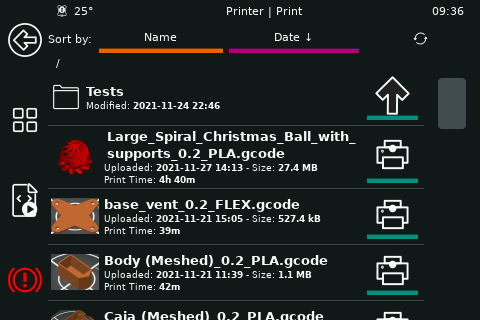 25° Printer | Print 09:36
Sort by: Name Date ↓
/
Tests
Modified: 2021-11-24 22:46
Large_Spiral_Christmas_Ball_with_
supports_0.2_PLA.gcode
Uploaded: 2021-11-27 14:13 - Size: 27.4 MB
Print Time: 4h 40m
base_vent_0.2_FLEX.gcode
Uploaded: 2021-11-21 15:05 - Size: 527.4 kB
Print Time: 39m
Body (Meshed)_0.2_PLA.gcode
Uploaded: 2021-11-21 11:39 - Size: 1.1 MB
Print Time: 42m
Caja (Meshed)_0.2_PLA.gcode